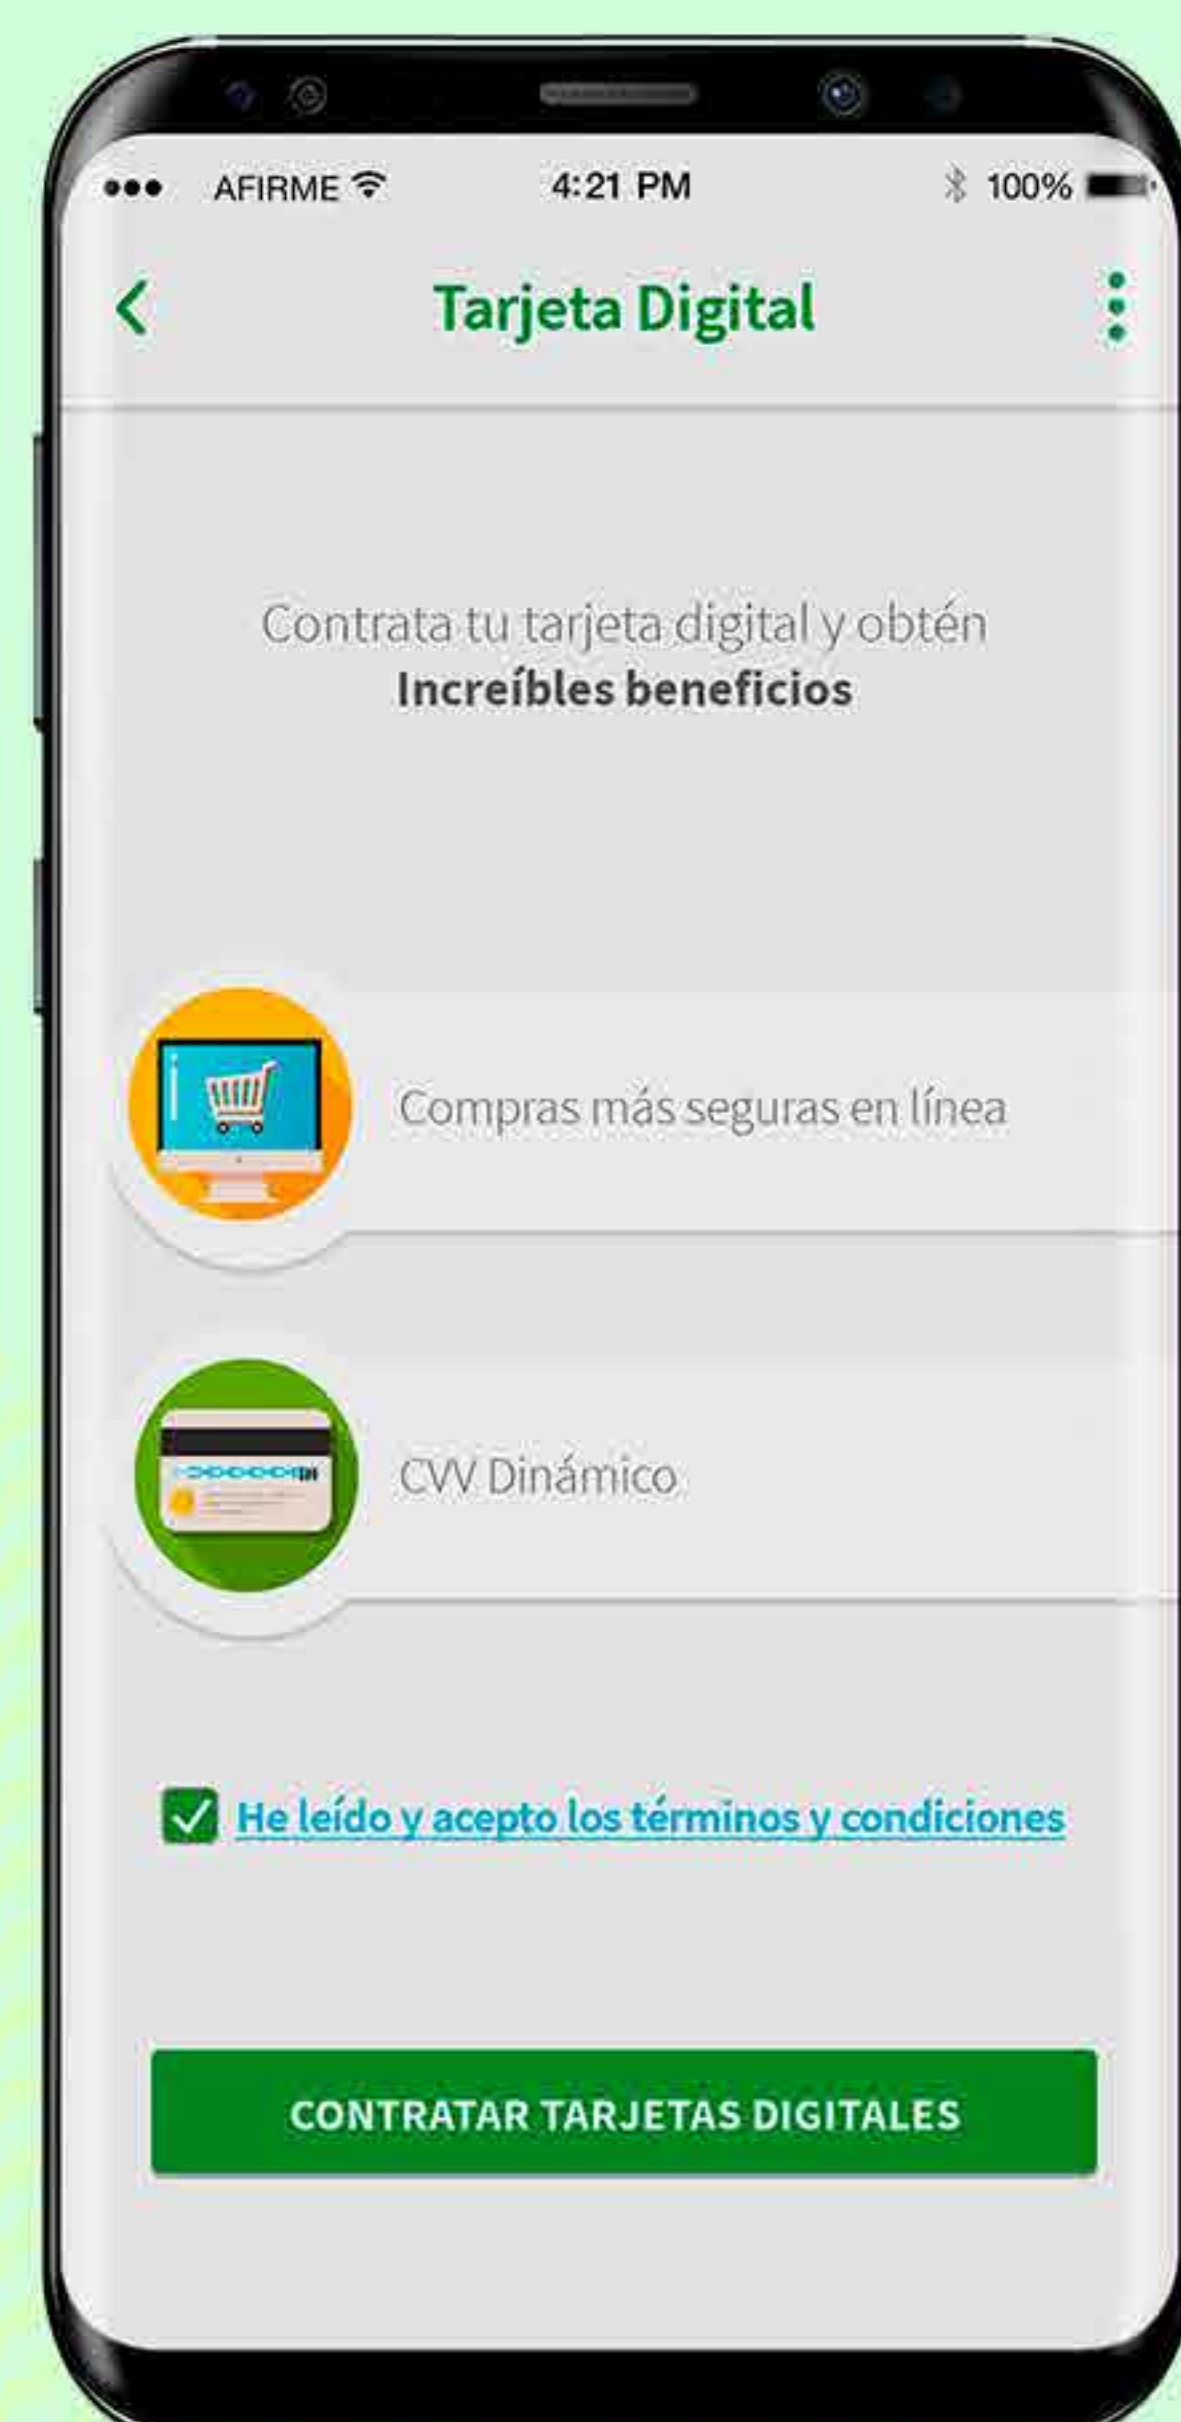 AFIRME 4:21 PM 100%
Tarjeta Digital
Contrata tu tarjeta digital y obtén
Increíbles beneficios
Compras más seguras en línea
CVV Dinámico
He leído y acepto los términos y condiciones
CONTRATAR TARJETAS DIGITALES